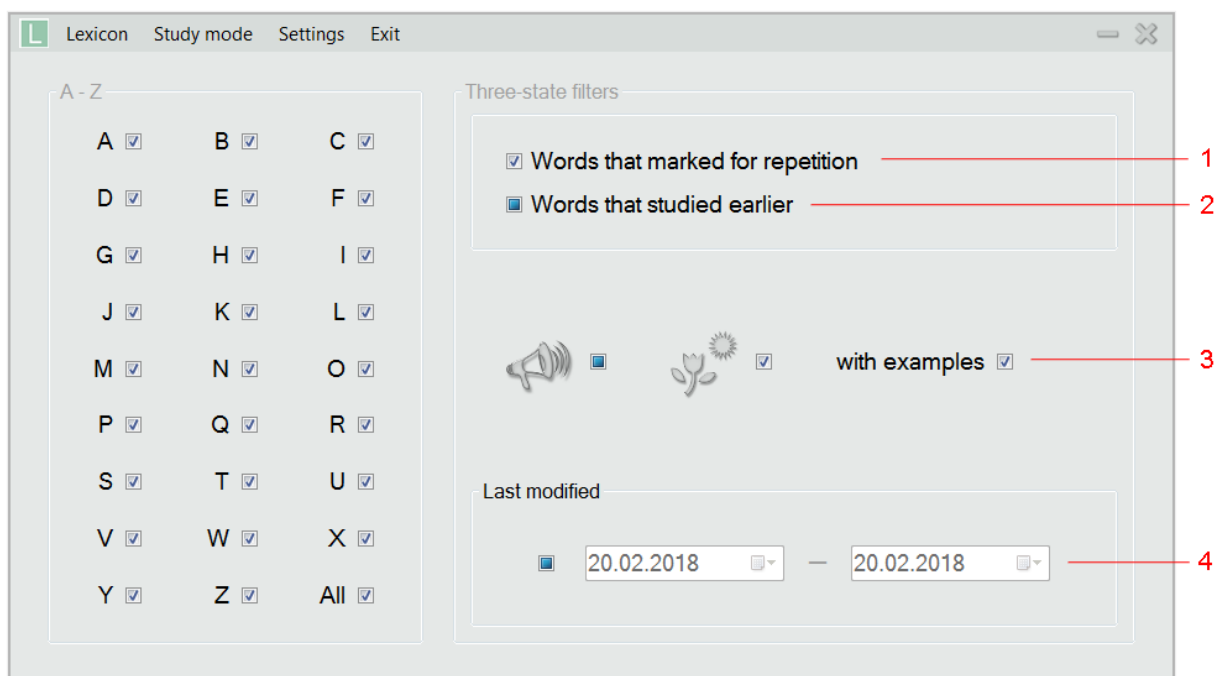 L Lexicon Study mode Settings Exit
A - Z
A B C
D E F
G H I
J K L
M N O
P Q R
S T U
V W X
Y Z All
Three-state filters
Words that marked for repetition 1
Words that studied earlier 2
with examples 3
Last modified
20.02.2018 — 20.02.2018 4